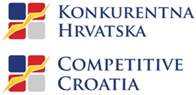 KONKURENTNA
HRVATSKA
COMPETITIVE
CROATIA